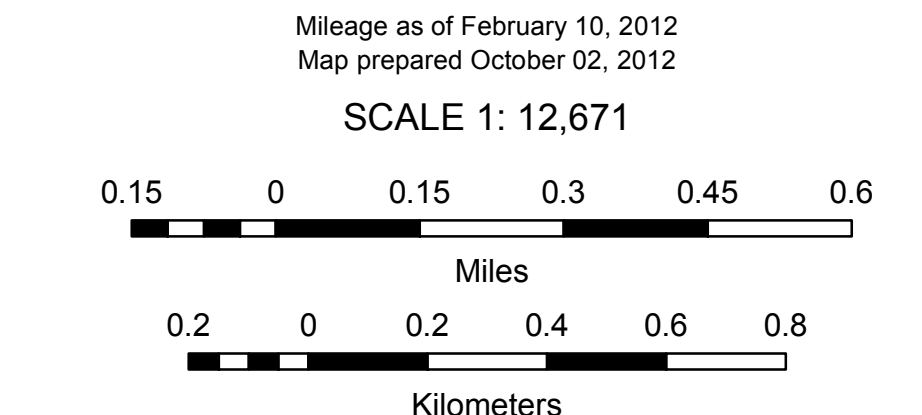 Mileage as of February 10, 2012
Map prepared October 02, 2012
SCALE 1: 12,671
0.15 0 0.15 0.3 0.45 0.6
Miles
0.2 0 0.2 0.4 0.6 0.8
Kilometers